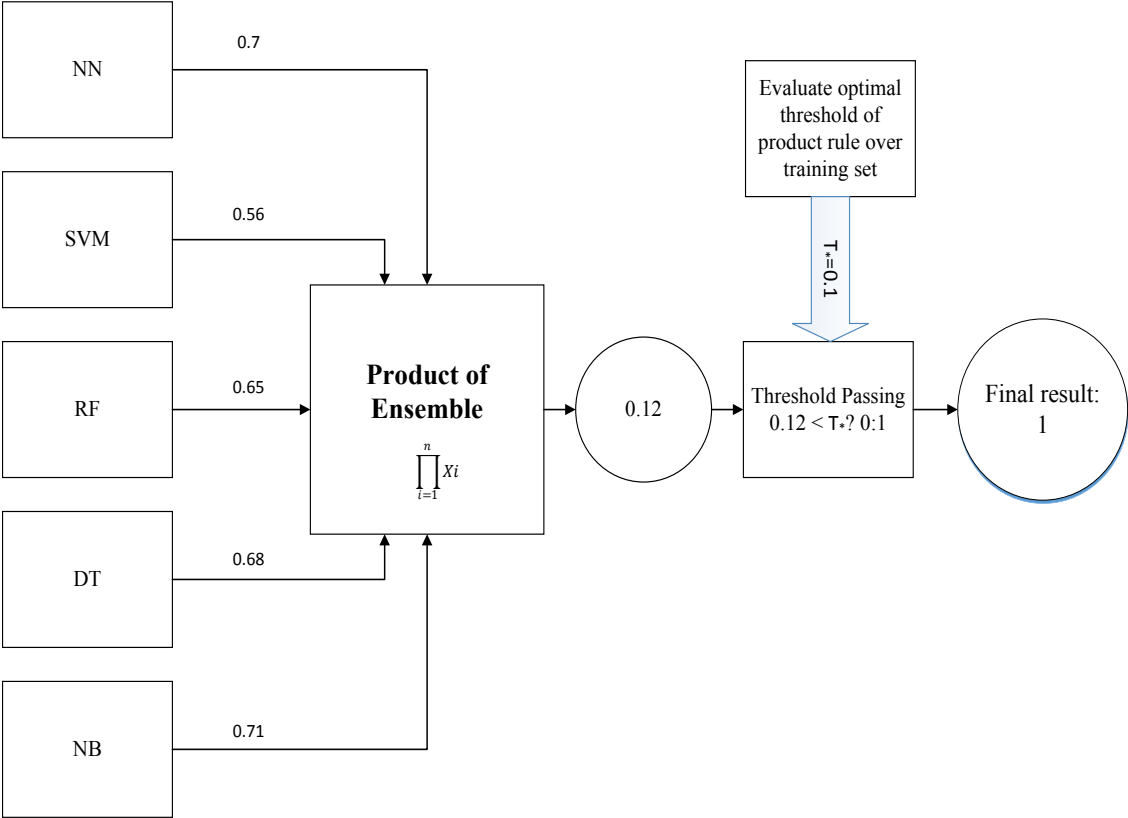 NN
0.7
SVM
0.56
RF
0.65
DT
0.68
NB
0.71
Product of
Ensemble
n
∏ Xi
i=1
0.12
Evaluate optimal
threshold of
product rule over
training set
T*=0.1
Threshold Passing
0.12 < T*? 0:1
Final result:
1